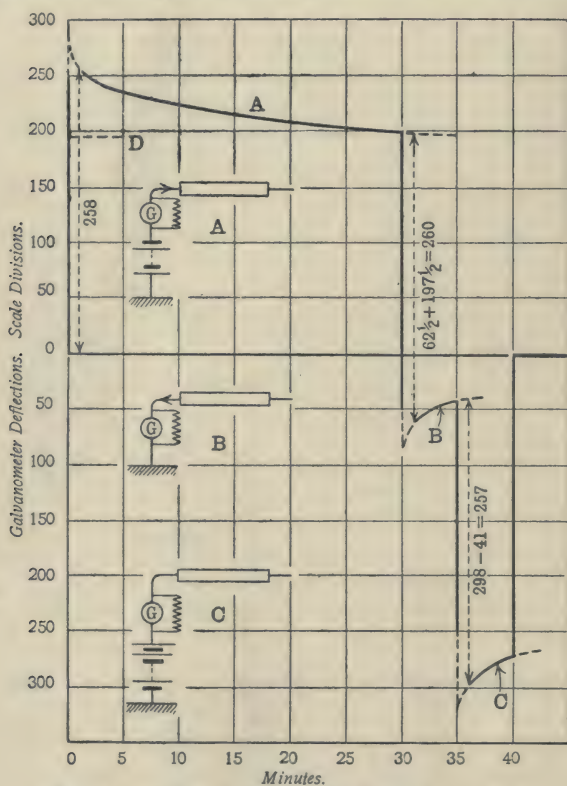 300
250
200
150
100
50
0
50
100
150
200
250
300
Galvanometer Deflections. Scale Divisions.
A
D
258
G
A
62½+197½=260
G
B
B
298-41=257
G
C
C
0 5 10 15 20 25 30 35 40
Minutes.